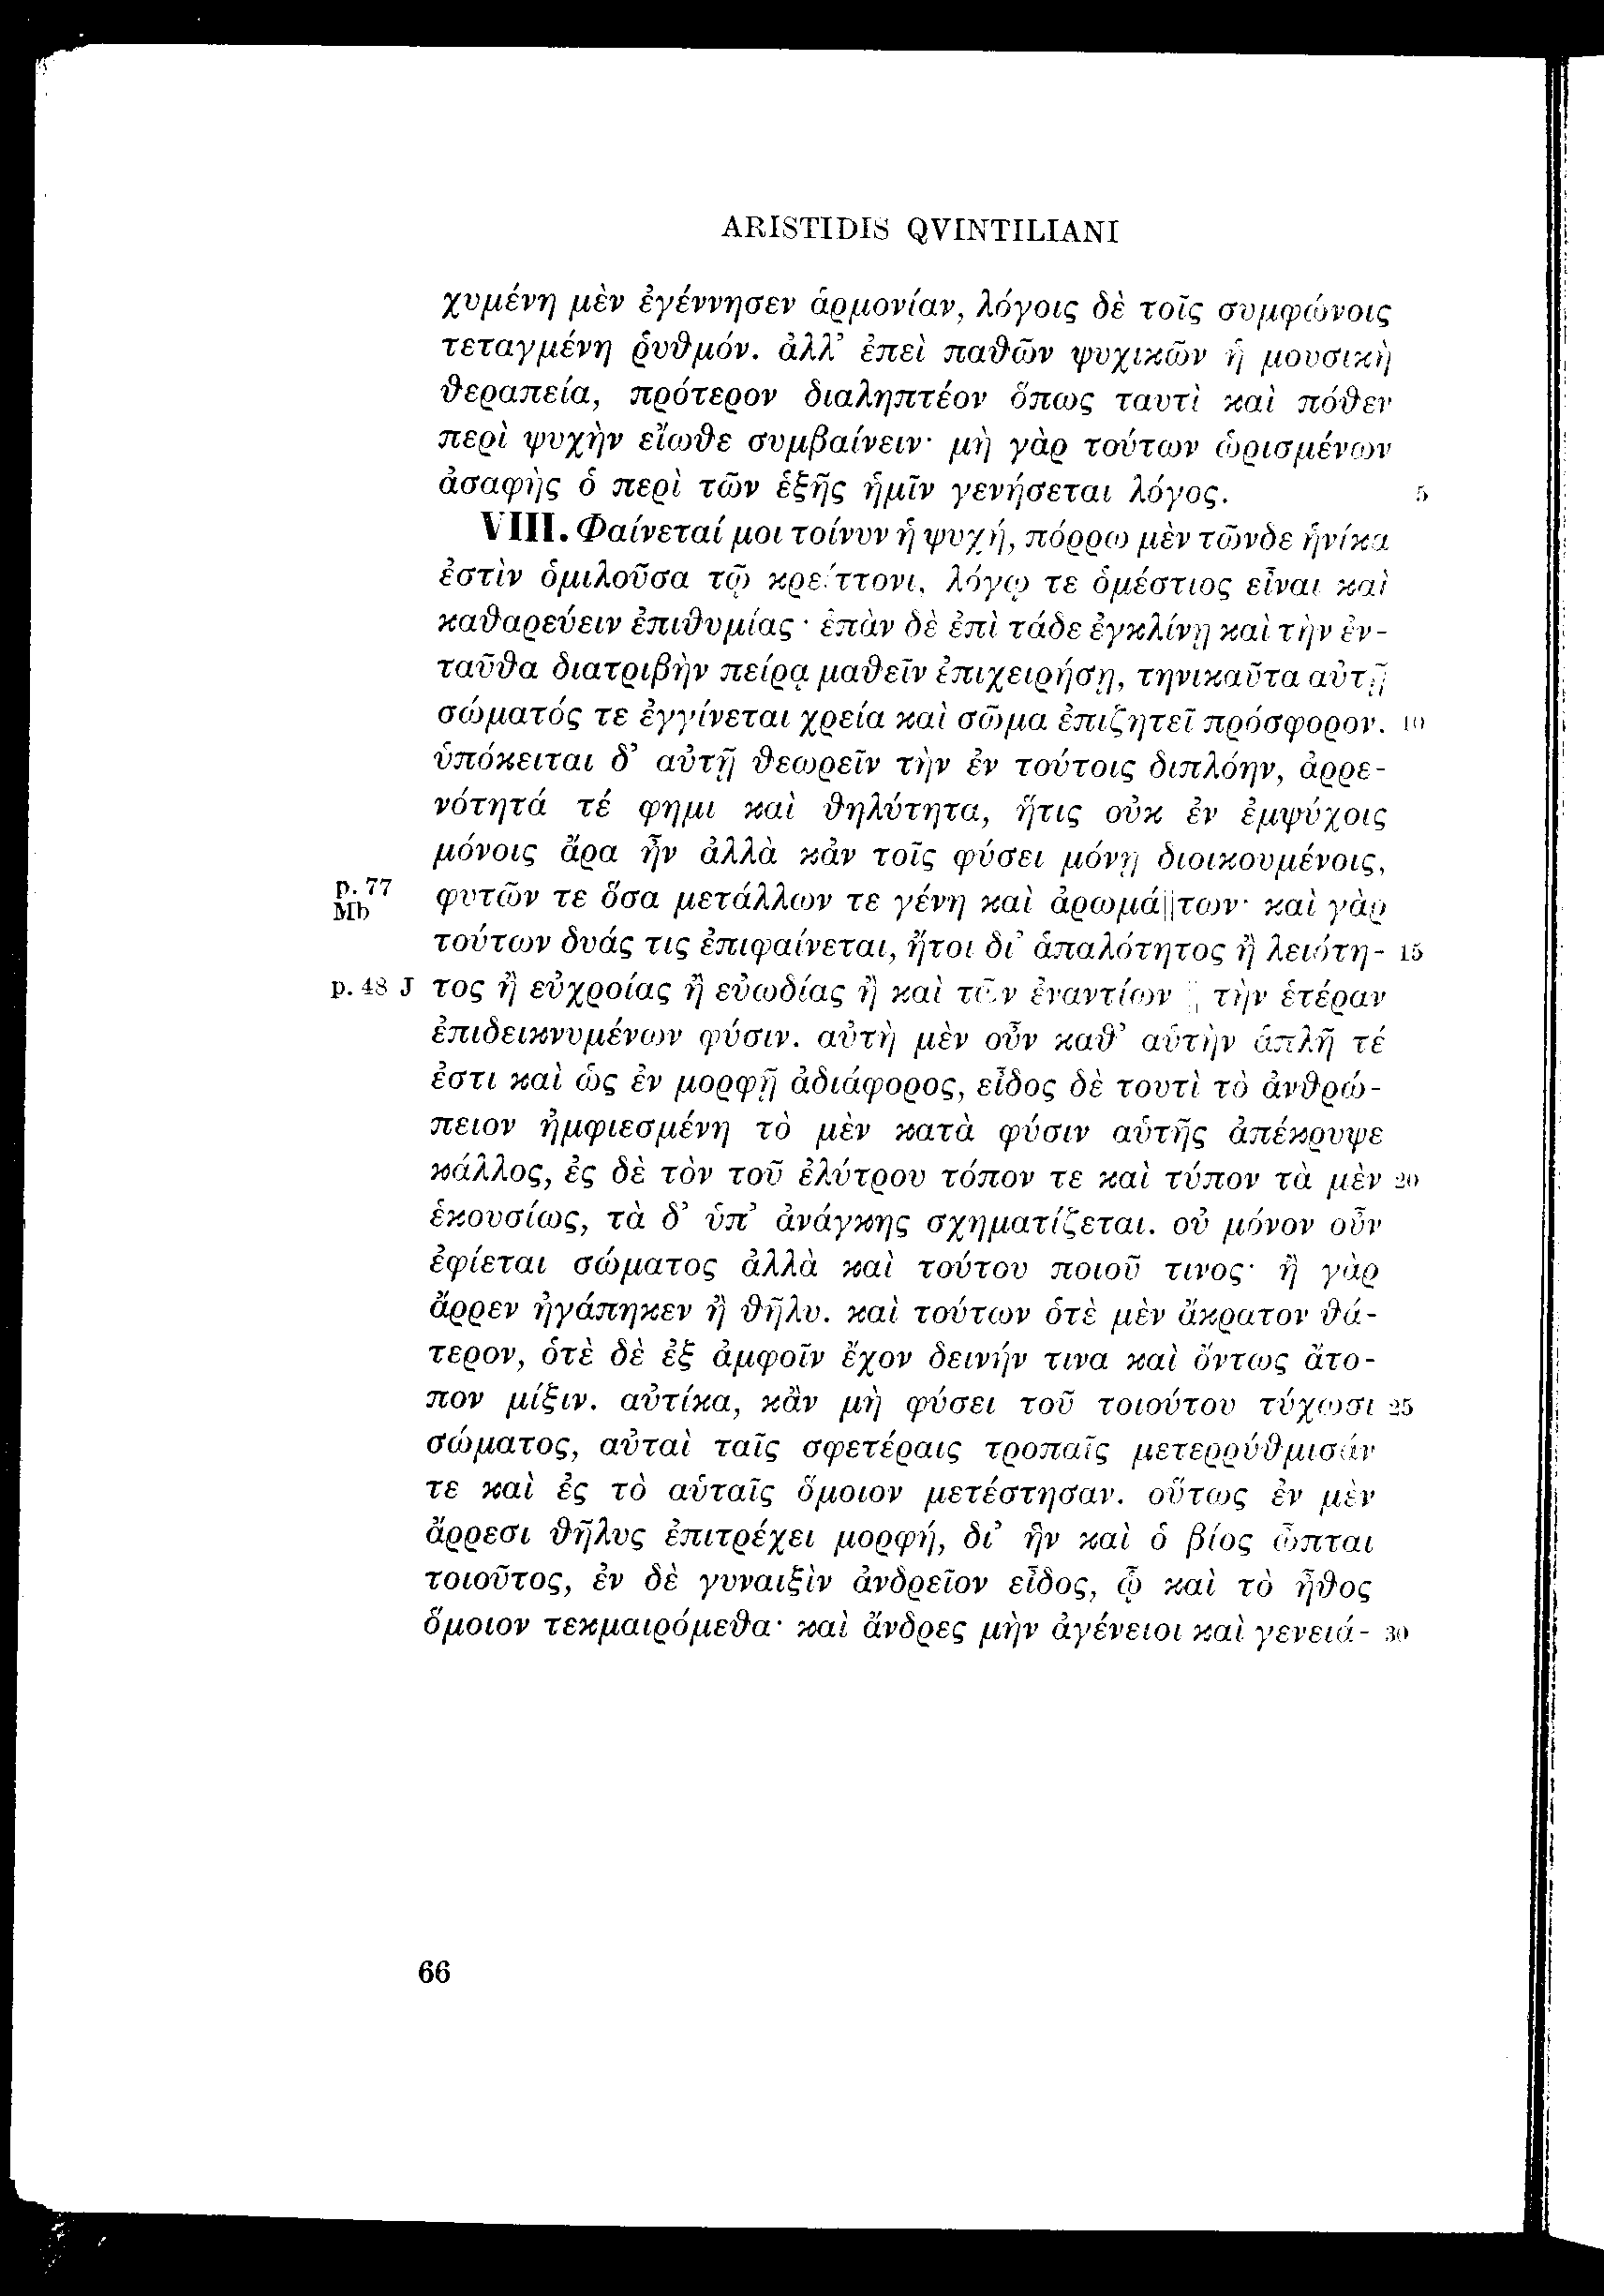 ARISTIDIS QVINTILIANI
χυμένη μὲν ἐγέννησεν ἁρμονίαν, λόγοις δὲ τοῖς συμφώνοις
τεταγμένη ῥυθμόν. ἀλλ’ ἐπεὶ παθῶν ψυχικῶν ἡ μουσικὴ
θεραπεία, πρότερον διαληπτέον ὅπως ταυτὶ καὶ πόθεν
περὶ ψυχὴν εἴωθε συμβαίνειν· μὴ γὰρ τούτων ὡρισμένων
ἀσαφὴς ὁ περὶ τῶν ἑξῆς ἡμῖν γενήσεται λόγος. 5
VIII. Φαίνεταί μοι τοίνυν ἡ ψυχή, πόρρω μὲν τῶνδε ἡνίκα
ἐστὶν ὁμιλοῦσα τῷ κρείττονι, λόγῳ τε ὁμέστιος εἶναι καὶ
καθαρεύειν ἐπιθυμίας· ἐπὰν δὲ ἐπὶ τάδε ἐγκλίνῃ καὶ τὴν ἐν-
ταῦθα διατριβὴν πείρᾳ μαθεῖν ἐπιχειρήσῃ, τηνικαῦτα αὐτῇ
σώματός τε ἐγγίνεται χρεία καὶ σῶμα ἐπιζητεῖ πρόσφορον. 10
ὑπόκειται δ’ αὐτῇ θεωρεῖν τὴν ἐν τούτοις διπλόην, ἀρρε-
νότητά τέ φημι καὶ θηλύτητα, ἥτις οὐκ ἐν ἐμψύχοις
μόνοις ἄρα ἦν ἀλλὰ κἀν τοῖς φύσει μόνῃ διοικουμένοις,
p. 77 Mb φυτῶν τε ὅσα μετάλλων τε γένη καὶ ἀρωμά||των· καὶ γὰρ
τούτων δυάς τις ἐπιφαίνεται, ἤτοι δι’ ἁπαλότητος ἢ λειότη- 15
p. 48 J τος ἢ εὐχροίας ἢ εὐωδίας ἢ καὶ τῶν ἐναντίων | τὴν ἑτέραν
ἐπιδεικνυμένων φύσιν. αὐτὴ μὲν οὖν καθ’ αὑτὴν ἁπλῆ τέ
ἐστι καὶ ὡς ἐν μορφῇ ἀδιάφορος, εἶδος δὲ τουτὶ τὸ ἀνθρώ-
πειον ἠμφιεσμένη τὸ μὲν κατὰ φύσιν αὑτῆς ἀπέκρυψε
κάλλος, ἐς δὲ τὸν τοῦ ἐλύτρου τόπον τε καὶ τύπον τὰ μὲν 20
ἑκουσίως, τὰ δ’ ὑπ’ ἀνάγκης σχηματίζεται. οὐ μόνον οὖν
ἐφίεται σώματος ἀλλὰ καὶ τούτου ποιοῦ τινος· ἢ γὰρ
ἄρρεν ἠγάπηκεν ἢ θῆλυ. καὶ τούτων ὁτὲ μὲν ἄκρατον θά-
τερον, ὁτὲ δὲ ἐξ ἀμφοῖν ἔχον δεινήν τινα καὶ ὄντως ἄτο-
πον μίξιν. αὐτίκα, κἂν μὴ φύσει τοῦ τοιούτου τύχωσι 25
σώματος, αὐταὶ ταῖς σφετέραις τροπαῖς μετερρύθμισάν
τε καὶ ἐς τὸ αὑταῖς ὅμοιον μετέστησαν. οὕτως ἐν μὲν
ἄρρεσι θῆλυς ἐπιτρέχει μορφή, δι’ ἣν καὶ ὁ βίος ὦπται
τοιοῦτος, ἐν δὲ γυναιξὶν ἀνδρεῖον εἶδος, ᾧ καὶ τὸ ἦθος
ὅμοιον τεκμαιρόμεθα· καὶ ἄνδρες μὴν ἀγένειοι καὶ γενειά- 30
66